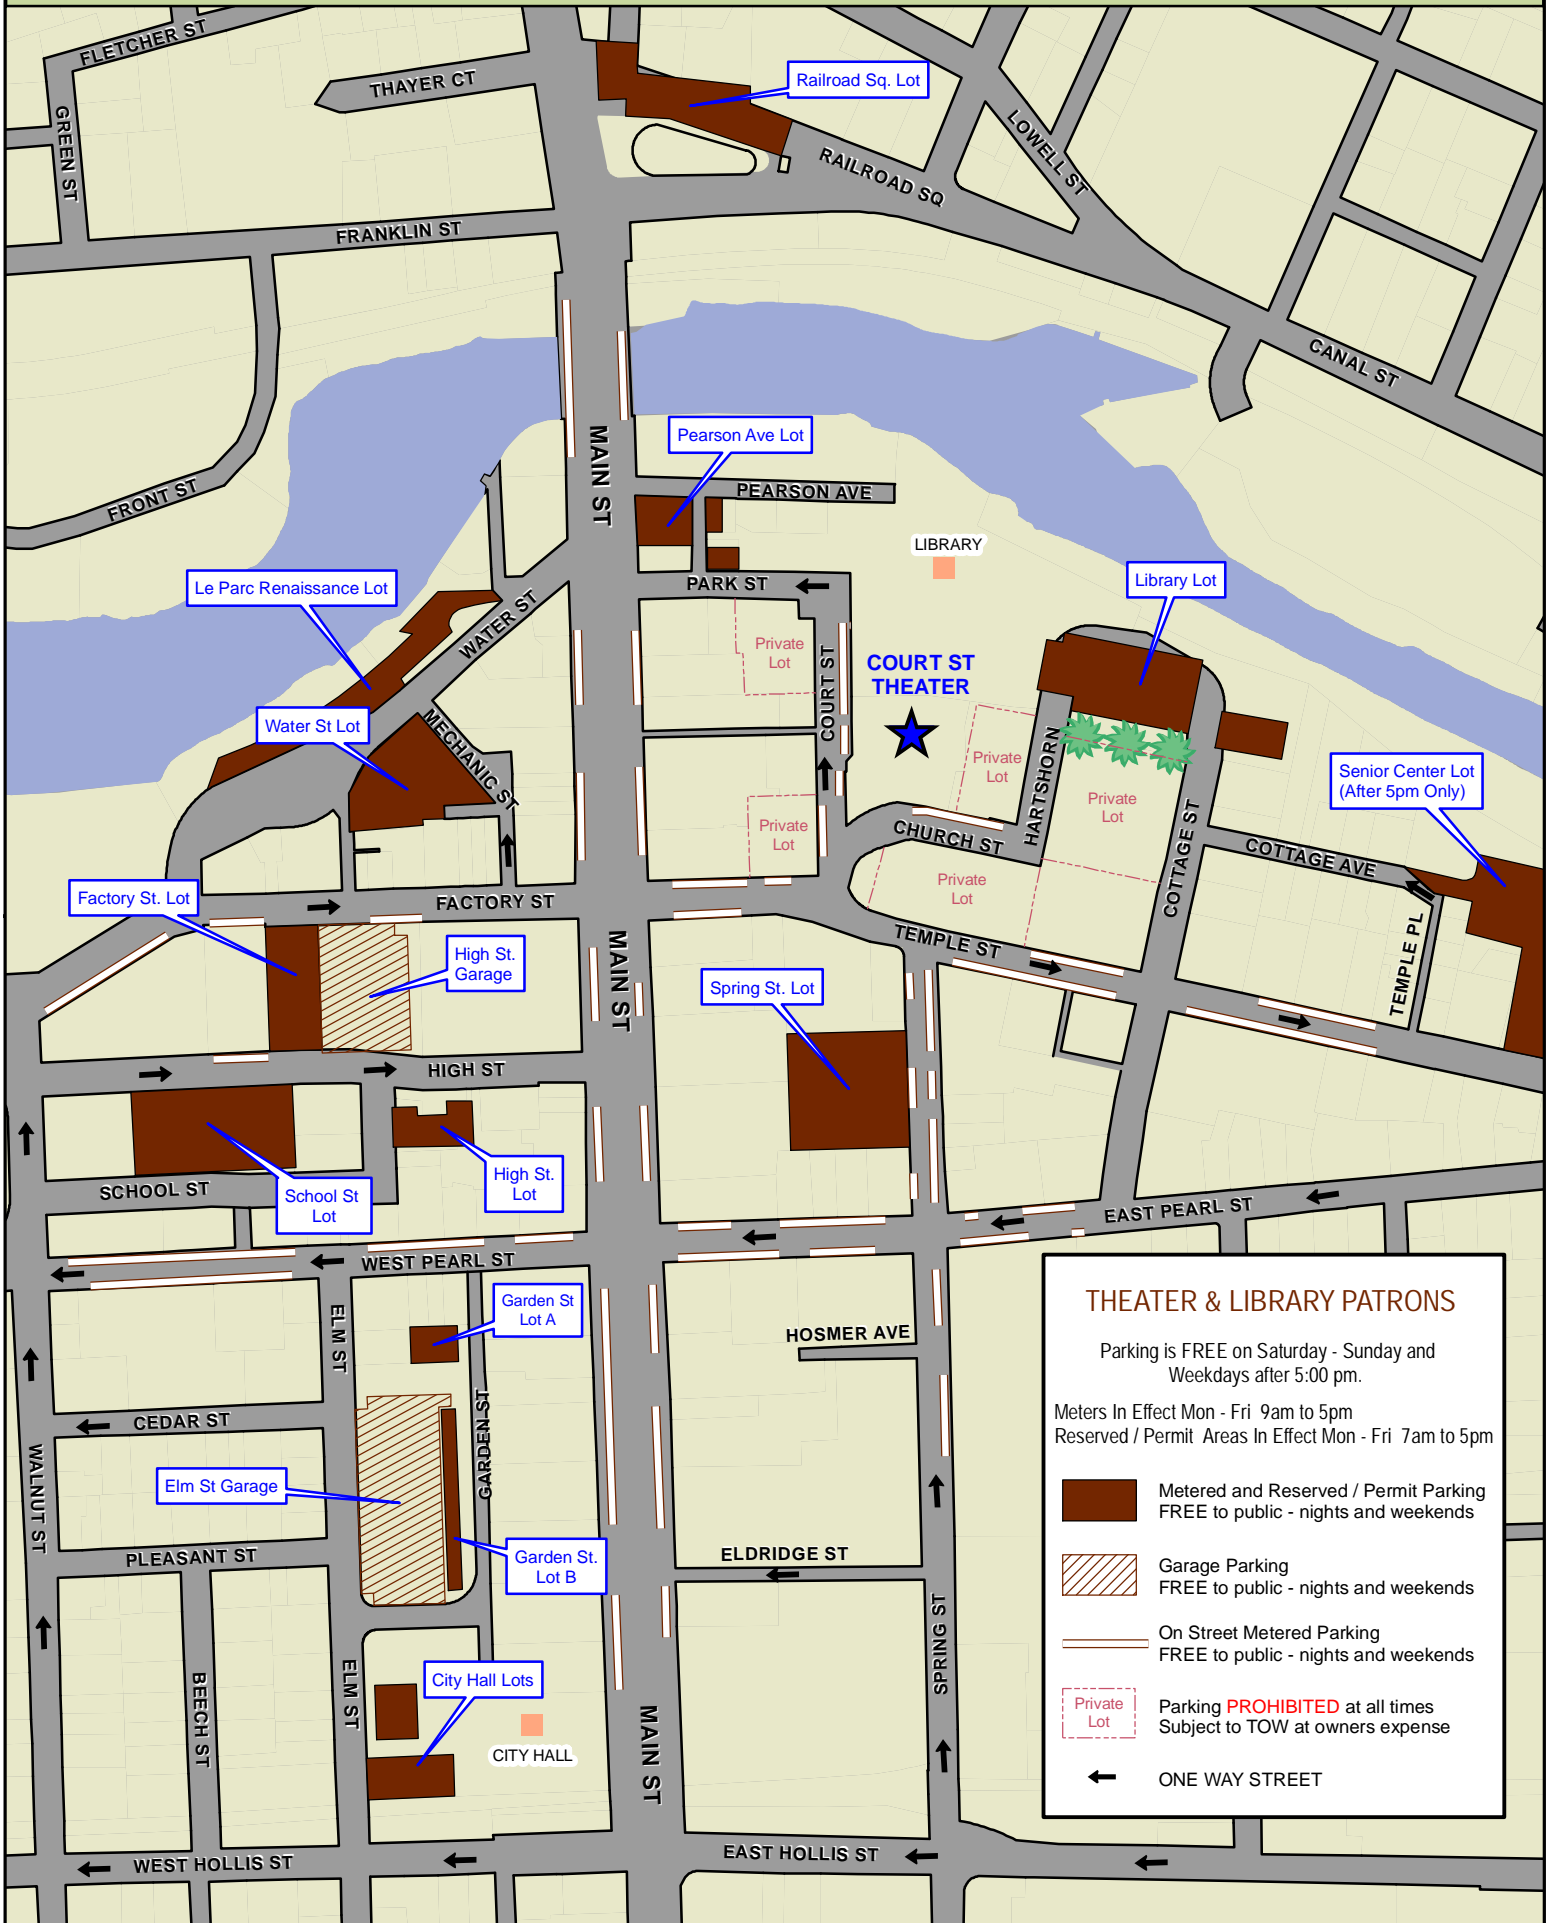 FLETCHER ST
THAYER CT
Railroad Sq. Lot
GREEN ST
LOWELL ST
RAILROAD SQ
FRANKLIN ST
CANAL ST
MAIN ST
Pearson Ave Lot
PEARSON AVE
FRONT ST
LIBRARY
Le Parc Renaissance Lot
PARK ST
Library Lot
WATER ST
Private
Lot
COURT ST
COURT ST
THEATER
Water St Lot
MECHANIC ST
Private
Lot
HARTSHORN
Private
Lot
Senior Center Lot
(After 5pm Only)
Private
Lot
CHURCH ST
COTTAGE ST
COTTAGE AVE
Factory St. Lot
FACTORY ST
Private
Lot
TEMPLE ST
TEMPLE PL
High St.
Garage
MAIN ST
Spring St. Lot
HIGH ST
High St.
Lot
SCHOOL ST
School St
Lot
EAST PEARL ST
WEST PEARL ST
Garden St
Lot A
ELM ST
HOSMER AVE
CEDAR ST
GARDEN ST
WALNUT ST
Elm St Garage
PLEASANT ST
Garden St.
Lot B
ELDRIDGE ST
SPRING ST
BEECH ST
ELM ST
City Hall Lots
CITY HALL
MAIN ST
WEST HOLLIS ST
EAST HOLLIS ST
THEATER & LIBRARY PATRONS
Parking is FREE on Saturday - Sunday and
Weekdays after 5:00 pm.
Meters In Effect Mon - Fri 9am to 5pm
Reserved / Permit Areas In Effect Mon - Fri 7am to 5pm
Metered and Reserved / Permit Parking
FREE to public - nights and weekends
Garage Parking
FREE to public - nights and weekends
On Street Metered Parking
FREE to public - nights and weekends
Private
Lot
Parking PROHIBITED at all times
Subject to TOW at owners expense
ONE WAY STREET